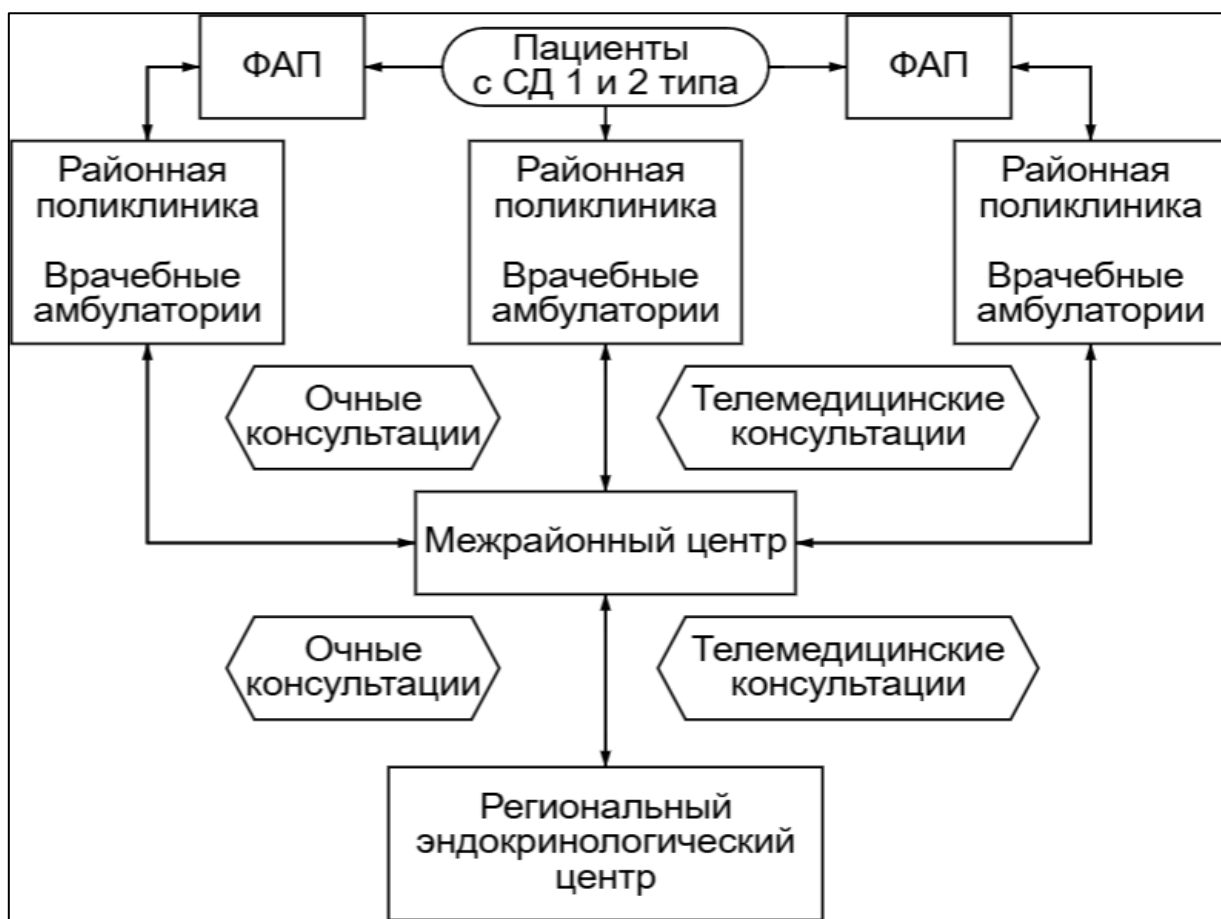 ФАП
Пациенты
с СД 1 и 2 типа
ФАП
Районная
поликлиника
Врачебные
амбулатории
Районная
поликлиника
Врачебные
амбулатории
Районная
поликлиника
Врачебные
амбулатории
Очные
консультации
Телемедицинские
консультации
Межрайонный центр
Очные
консультации
Телемедицинские
консультации
Региональный
эндокринологический
центр